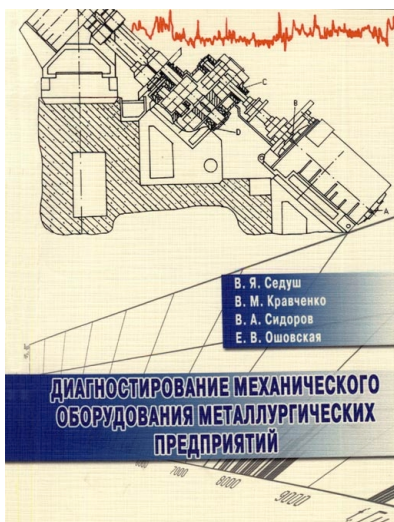 C
B
D
A
В. Я. Седуш
В. М. Кравченко
В. А. Сидоров
Е. В. Ошовская
ДИАГНОСТИРОВАНИЕ МЕХАНИЧЕСКОГО
ОБОРУДОВАНИЯ МЕТАЛЛУРГИЧЕСКИХ
ПРЕДПРИЯТИЙ
7000
8000
9000